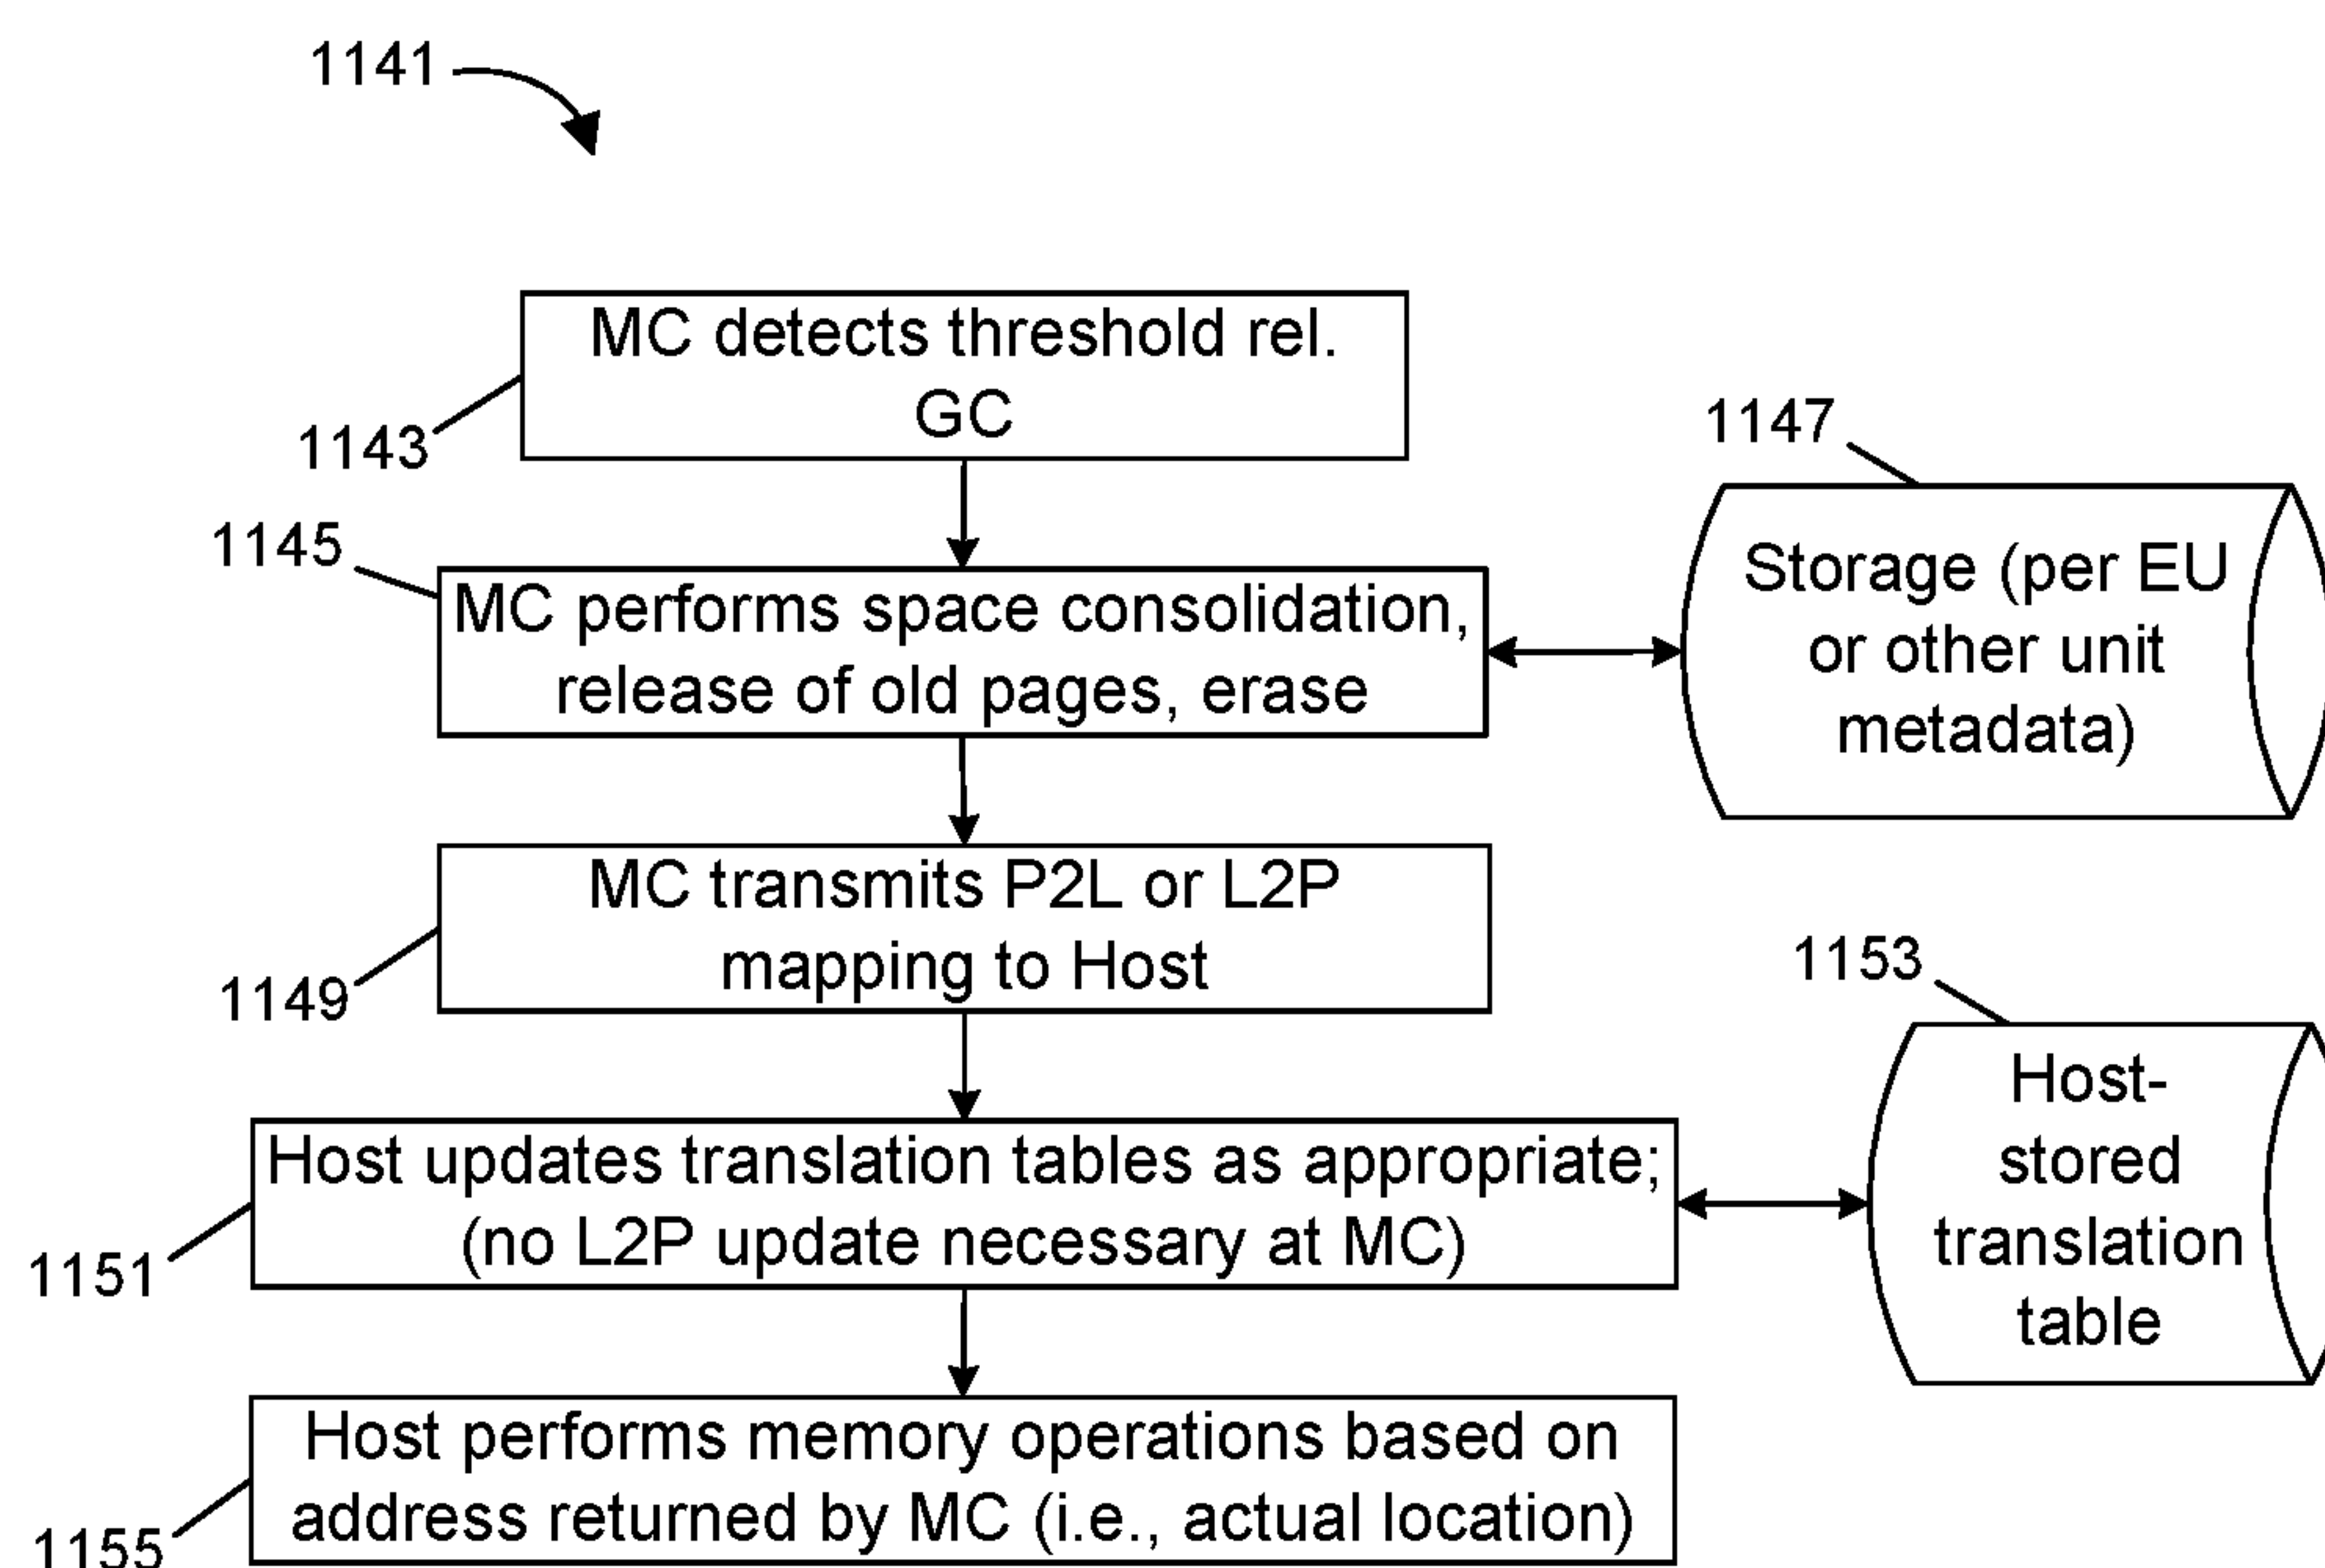 1141
MC detects threshold rel.
GC
1143
1147
1145
MC performs space consolidation,
release of old pages, erase
Storage (per EU
or other unit
metadata)
MC transmits P2L or L2P
mapping to Host
1149
1153
Host updates translation tables as appropriate;
(no L2P update necessary at MC)
1151
Host-
stored
translation
table
Host performs memory operations based on
address returned by MC (i.e., actual location)
1155